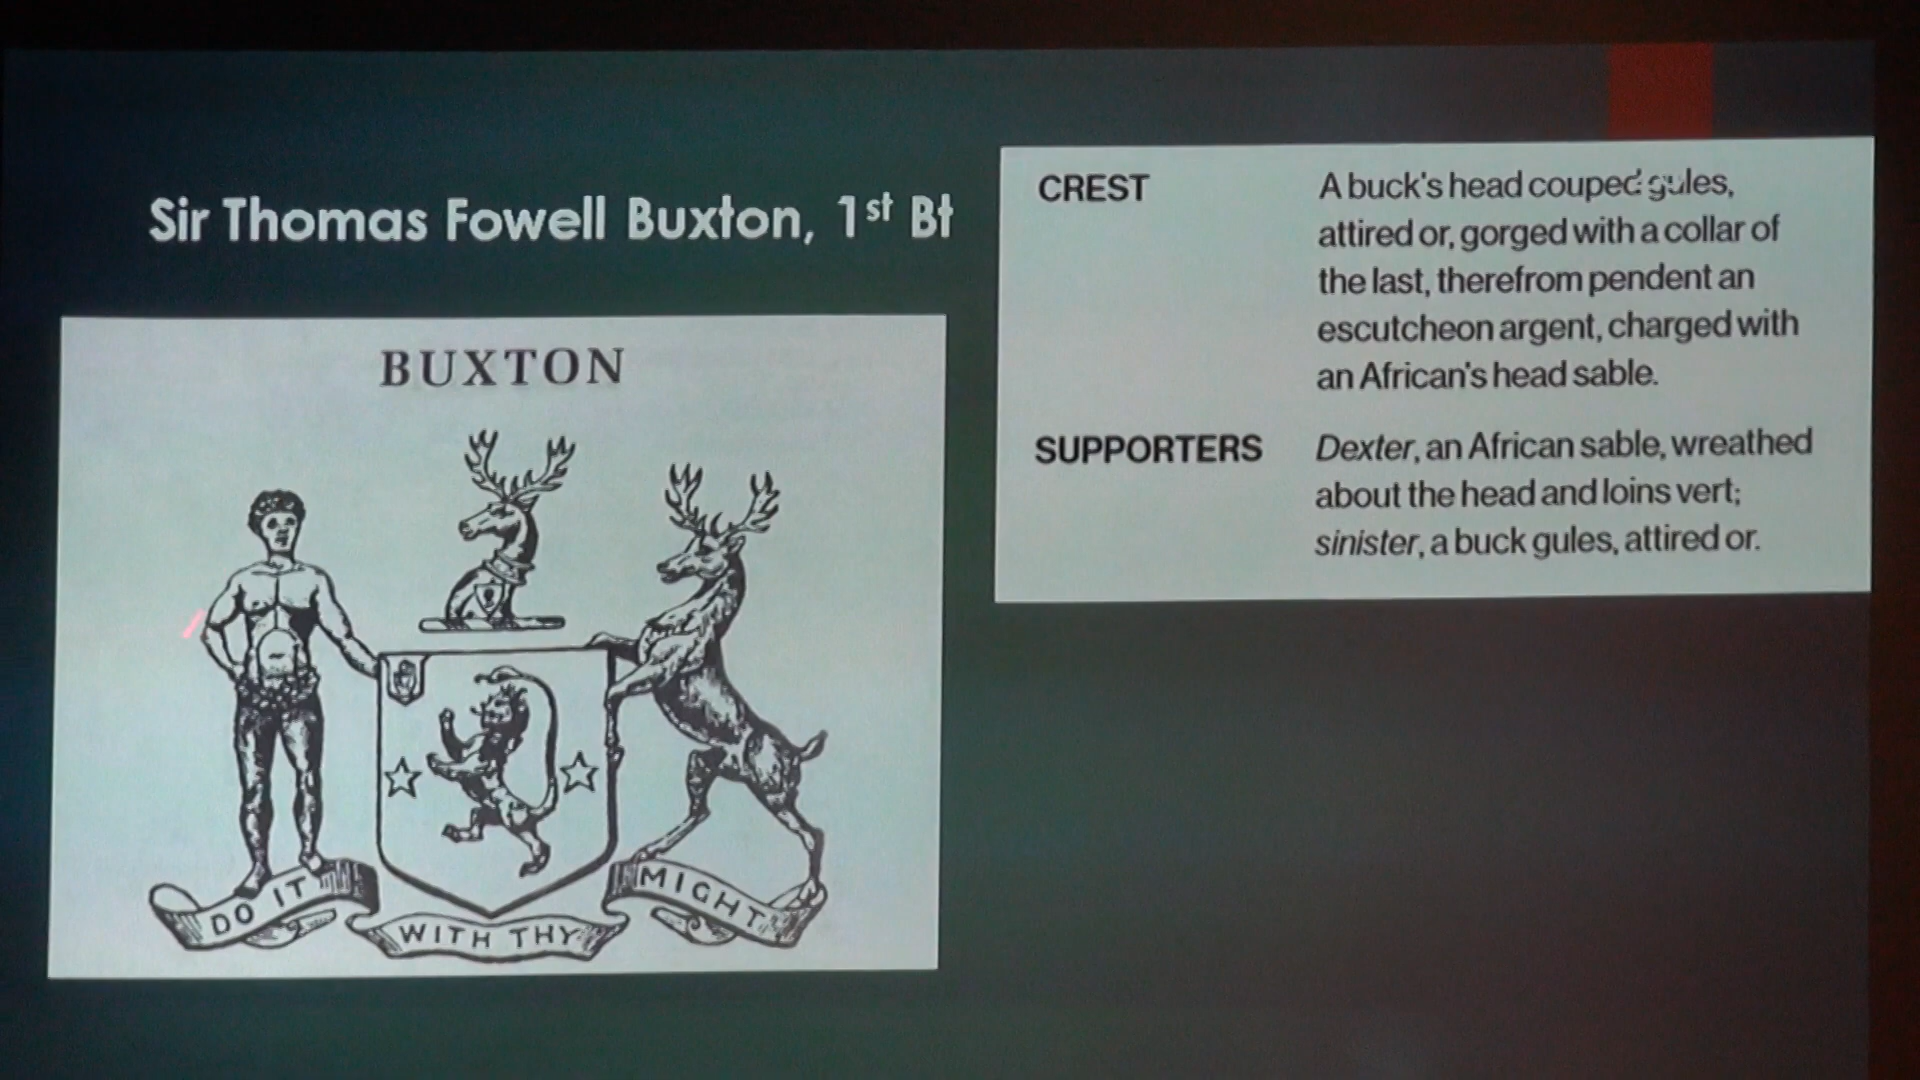 Sir Thomas Fowell Buxton, 1st Bt
BUXTON
DO IT
WITH THY
MIGHT
CREST
A buck's head couped gules,
attired or, gorged with a collar of
the last, therefrom pendent an
escutcheon argent, charged with
an African's head sable.
SUPPORTERS
Dexter, an African sable, wreathed
about the head and loins vert;
sinister, a buck gules, attired or.